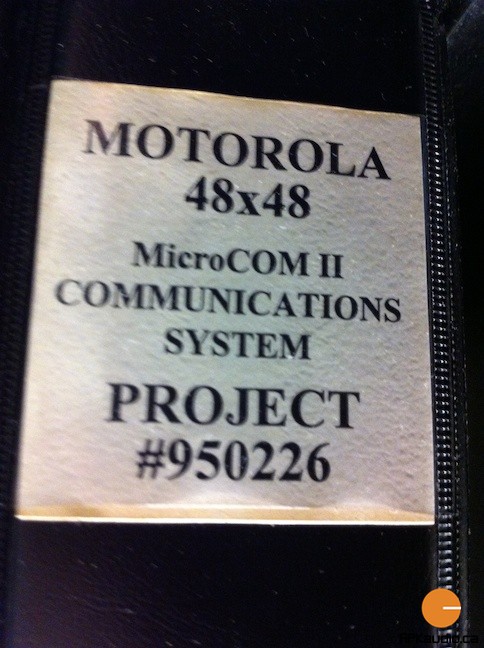 MOTOROLA
48x48
MicroCOM II
COMMUNICATIONS
SYSTEM
PROJECT
#950226